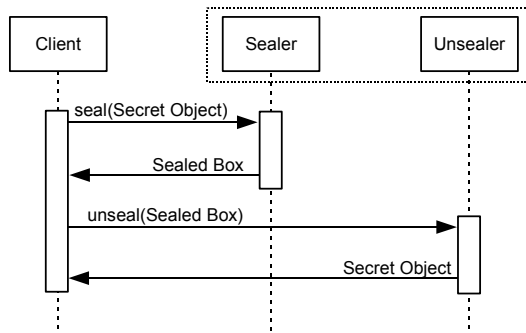 Client
Sealer
Unsealer
seal(Secret Object)
Sealed Box
unseal(Sealed Box)
Secret Object